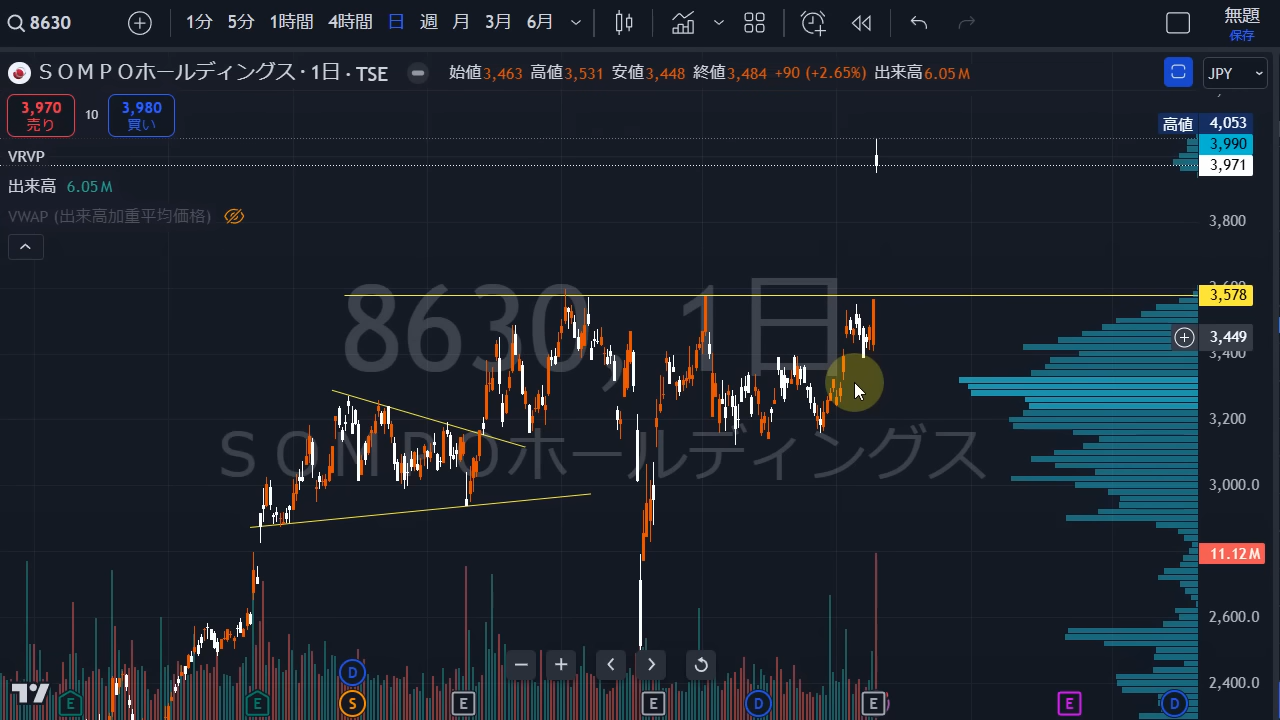 8630 1分 5分 1時間 4時間 日 週 月 3月 6月 無題
保存
ＳＯＭＰＯホールディングス · 1日 · TSE 始値3,463 高値3,531 安値3,448 終値3,484 +90 (+2.65%) 出来高6.05M JPY
3,970 10 3,980
売り 買い
高値 4,053
3,990
VRVP
3,971
出来高 6.05M
VWAP (出来高加重平均価格)
3,800
8630, 1日
3,578
3,449
3,400
3,200
ＳＯＭＰＯホールディングス
3,000.0
11.12M
2,600.0
D
2,400.0
E E S E E D E E D